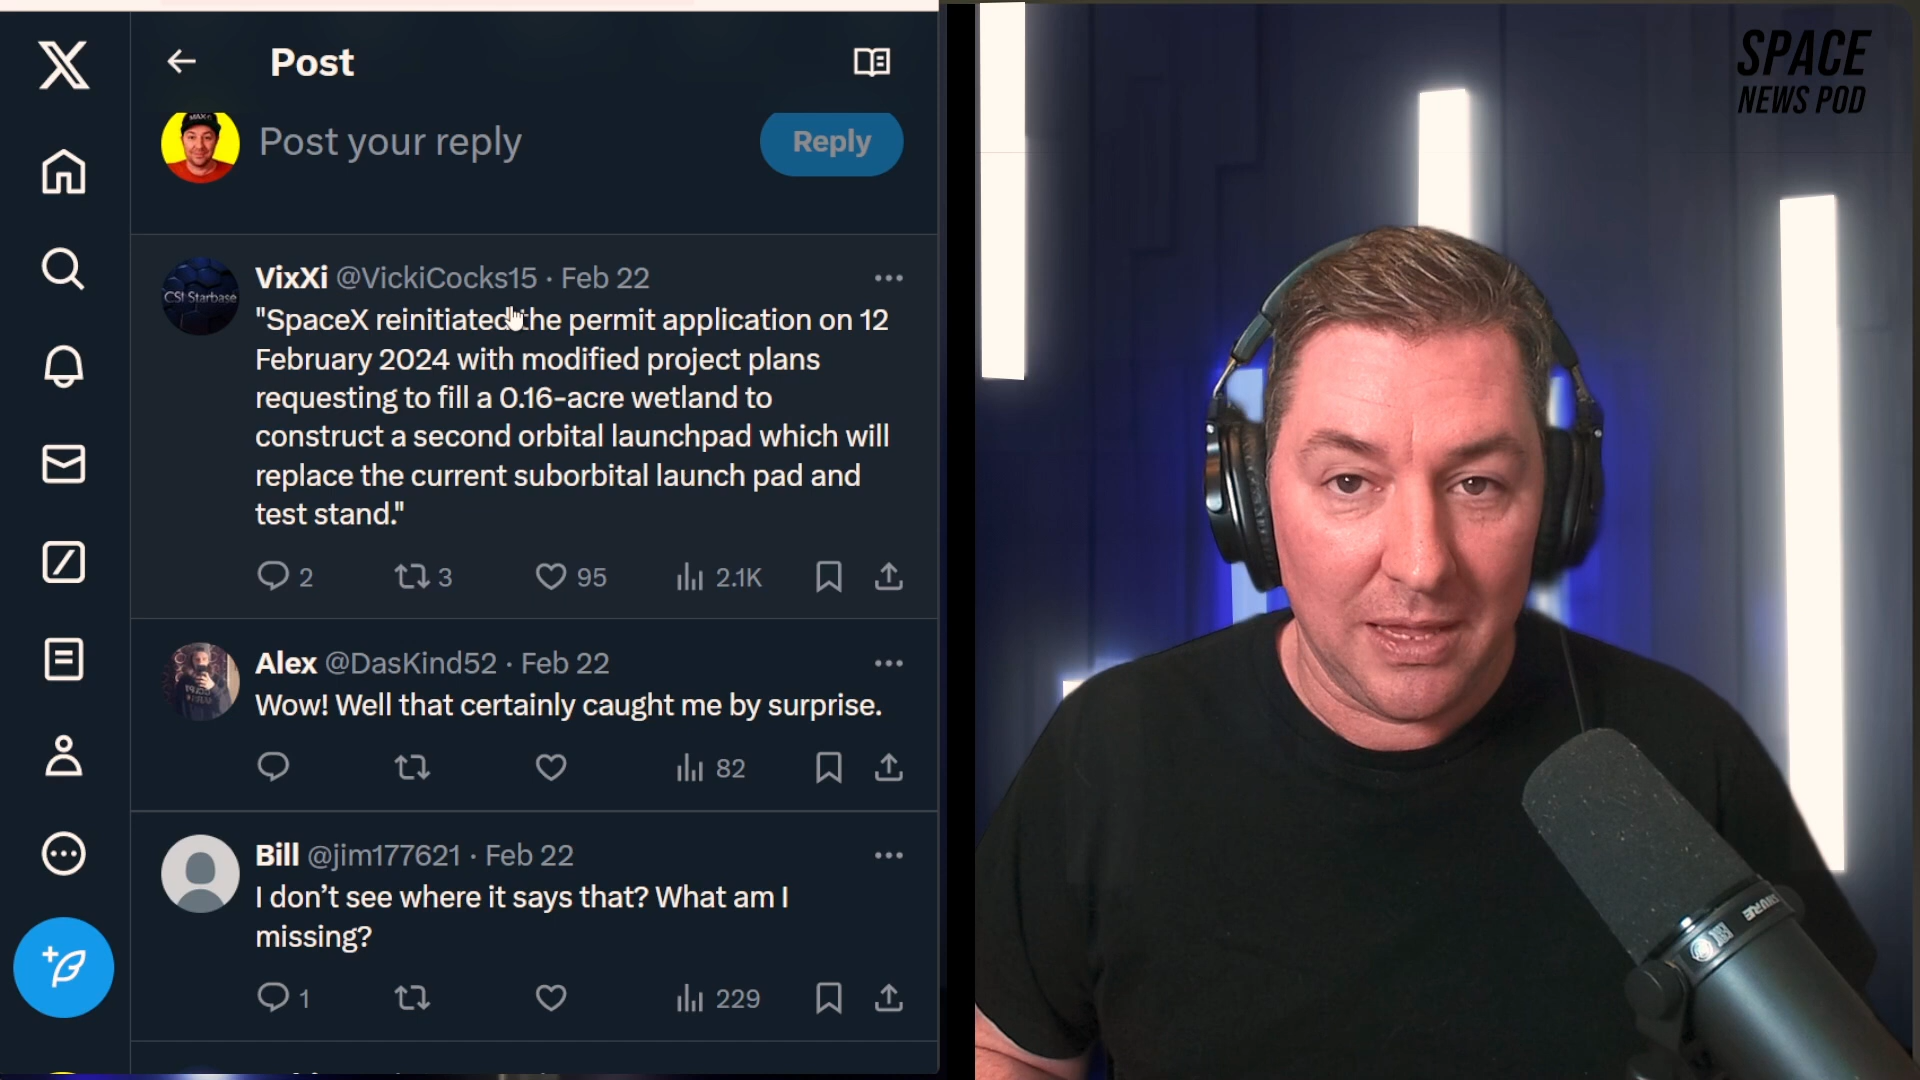 Post
MAX-Q
Post your reply
Reply
VixXi @VickiCocks15 · Feb 22
CSI Starbase
"SpaceX reinitiated the permit application on 12
February 2024 with modified project plans
requesting to fill a 0.16-acre wetland to
construct a second orbital launchpad which will
replace the current suborbital launch pad and
test stand."
2 3 95 2.1K
Alex @DasKind52 · Feb 22
Wow! Well that certainly caught me by surprise.
82
Bill @jim177621 · Feb 22
I don’t see where it says that? What am I
missing?
1 229
SPACE
NEWS POD
SHURE